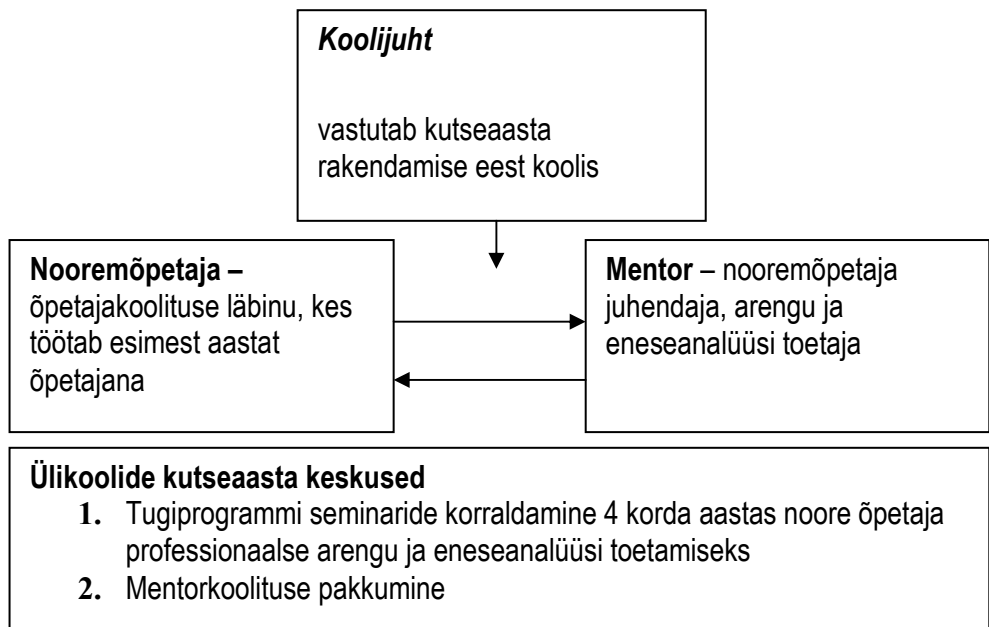 Koolijuht
vastutab kutseaasta
rakendamise eest koolis
Nooremõpetaja –
õpetajakoolituse läbinu, kes
töötab esimest aastat
õpetajana
Mentor – nooremõpetaja
juhendaja, arengu ja
eneseanalüüsi toetaja
Ülikoolide kutseaasta keskused
1. Tugiprogrammi seminaride korraldamine 4 korda aastas noore õpetaja
professionaalse arengu ja eneseanalüüsi toetamiseks
2. Mentorkoolituse pakkumine